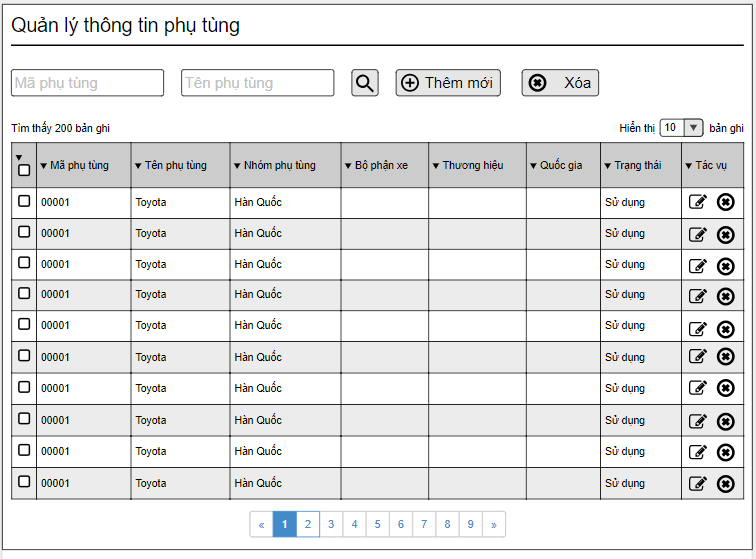 Quản lý thông tin phụ tùng
Mã phụ tùng Tên phụ tùng Thêm mới Xóa
Tìm thấy 200 bản ghi Hiển thị 10 bản ghi
Mã phụ tùng Tên phụ tùng Nhóm phụ tùng Bộ phận xe Thương hiệu Quốc gia Trạng thái Tác vụ
00001 Toyota Hàn Quốc Sử dụng
00001 Toyota Hàn Quốc Sử dụng
00001 Toyota Hàn Quốc Sử dụng
00001 Toyota Hàn Quốc Sử dụng
00001 Toyota Hàn Quốc Sử dụng
00001 Toyota Hàn Quốc Sử dụng
00001 Toyota Hàn Quốc Sử dụng
00001 Toyota Hàn Quốc Sử dụng
00001 Toyota Hàn Quốc Sử dụng
00001 Toyota Hàn Quốc Sử dụng
« 1 2 3 4 5 6 7 8 9 »